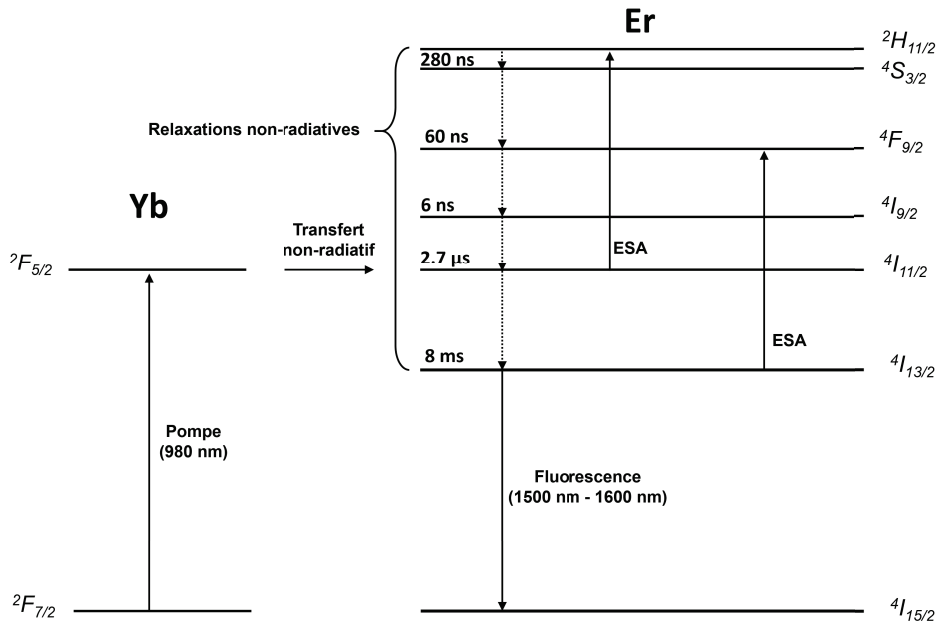 Er
²H₁₁/₂
280 ns
⁴S₃/₂
Relaxations non-radiatives
60 ns
⁴F₉/₂
Yb
6 ns
⁴I₉/₂
Transfert
non-radiatif
ESA
²F₅/₂
2.7 µs
⁴I₁₁/₂
ESA
8 ms
⁴I₁₃/₂
Pompe
(980 nm)
Fluorescence
(1500 nm - 1600 nm)
²F₇/₂
⁴I₁₅/₂